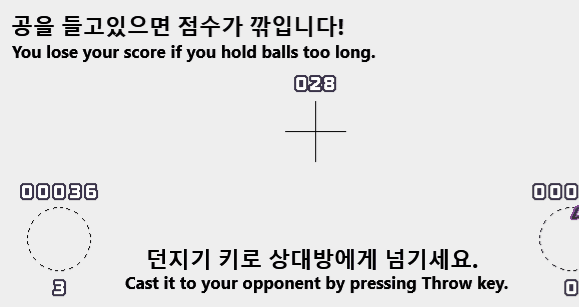 공을 들고있으면 점수가 깎입니다!
You lose your score if you hold balls too long.
028
00036
000
3
0
던지기 키로 상대방에게 넘기세요.
Cast it to your opponent by pressing Throw key.